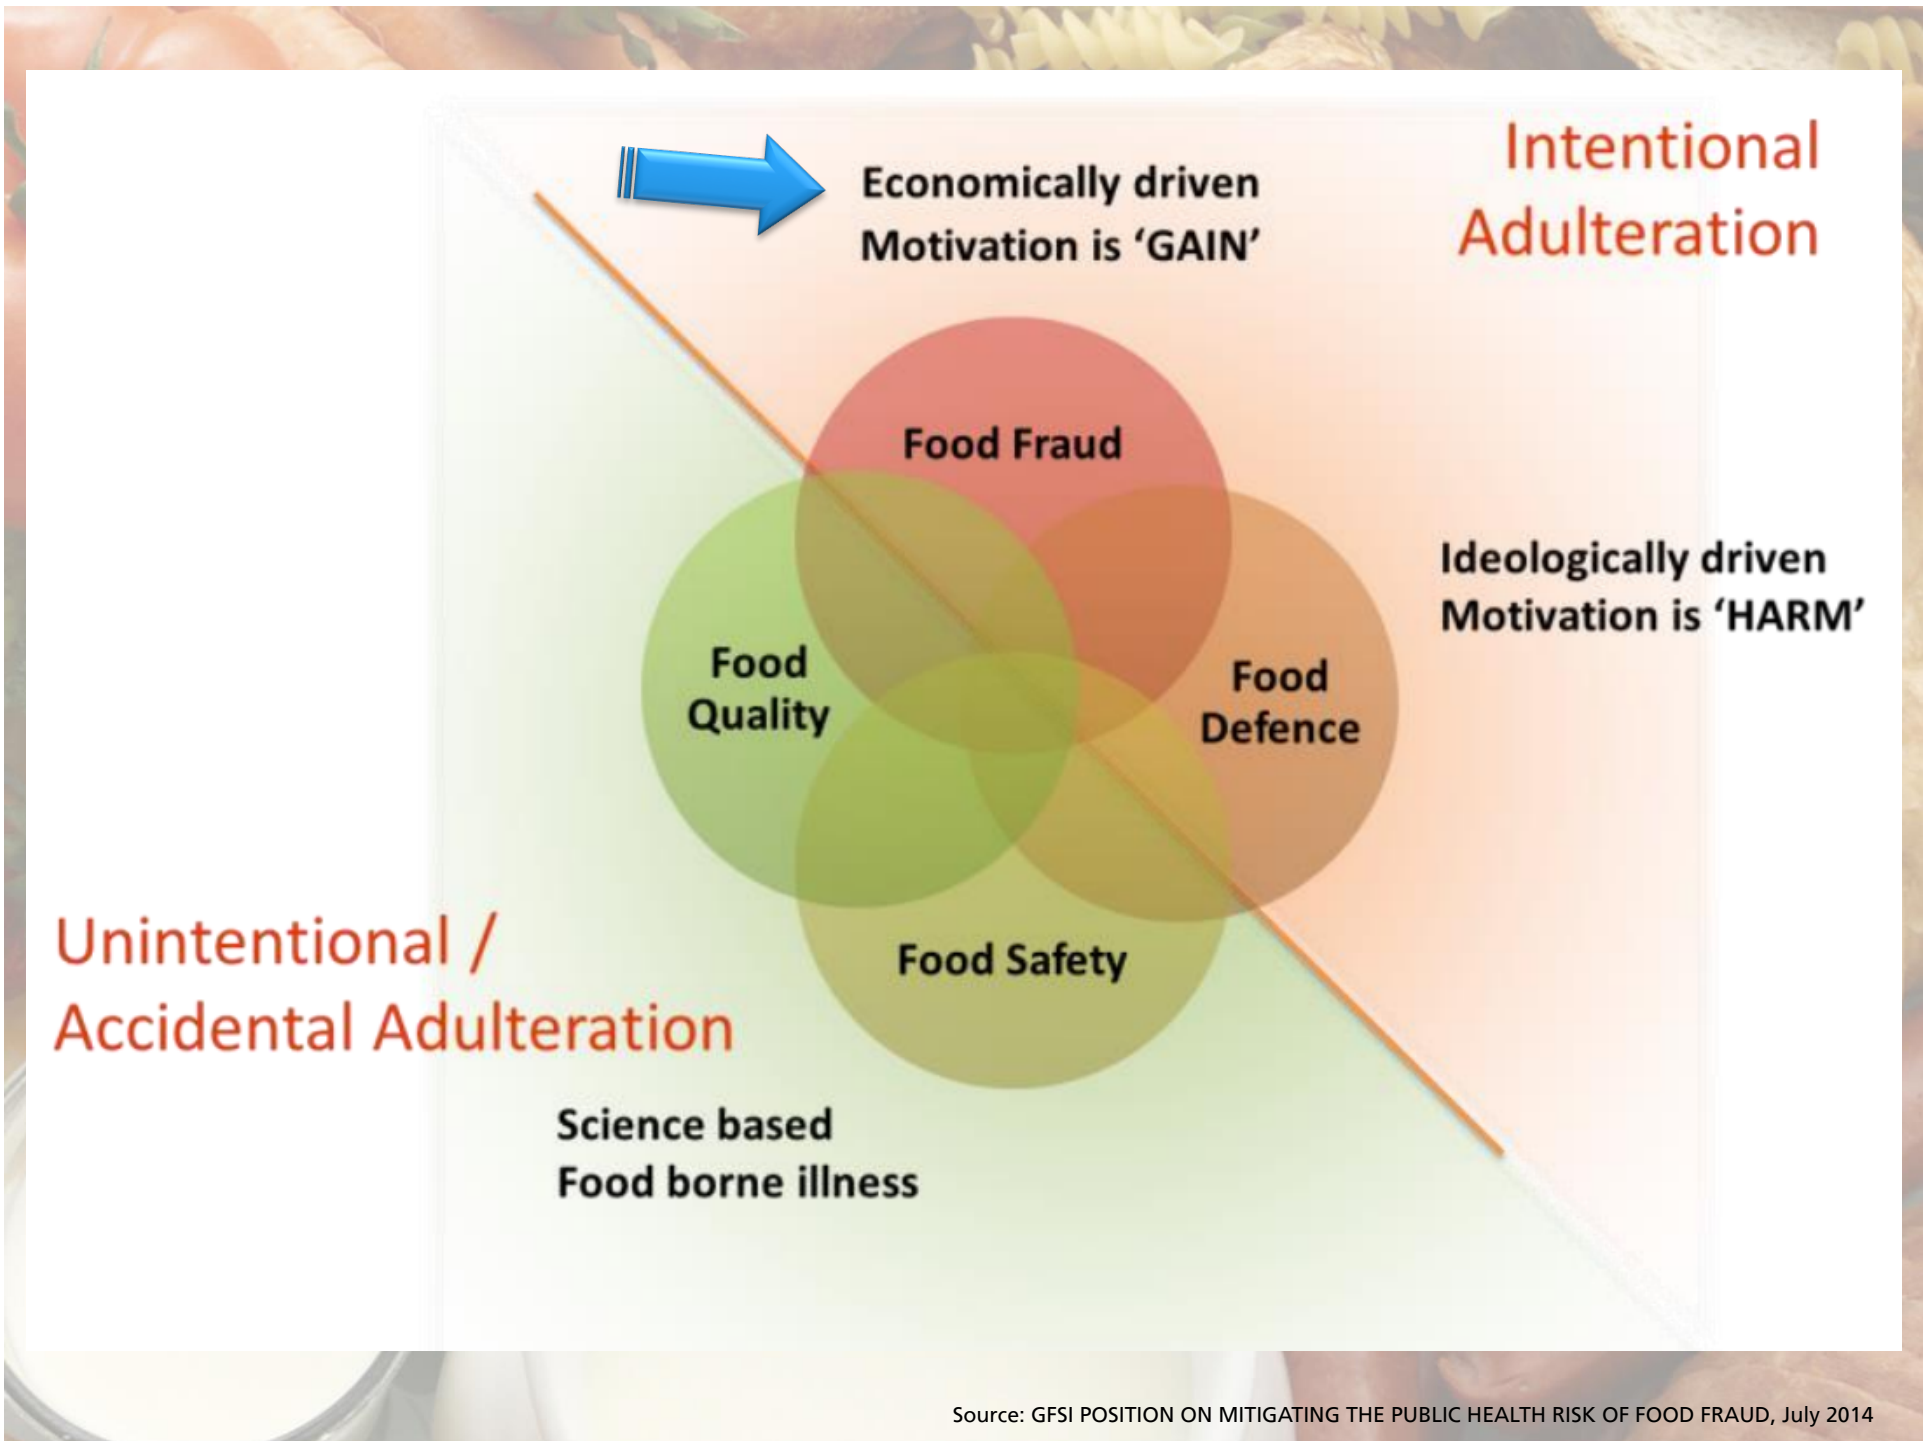 Intentional
Adulteration
Economically driven
Motivation is ‘GAIN’
Food Fraud
Ideologically driven
Motivation is ‘HARM’
Food
Quality
Food
Defence
Unintentional /
Accidental Adulteration
Food Safety
Science based
Food borne illness
Source: GFSI POSITION ON MITIGATING THE PUBLIC HEALTH RISK OF FOOD FRAUD, July 2014